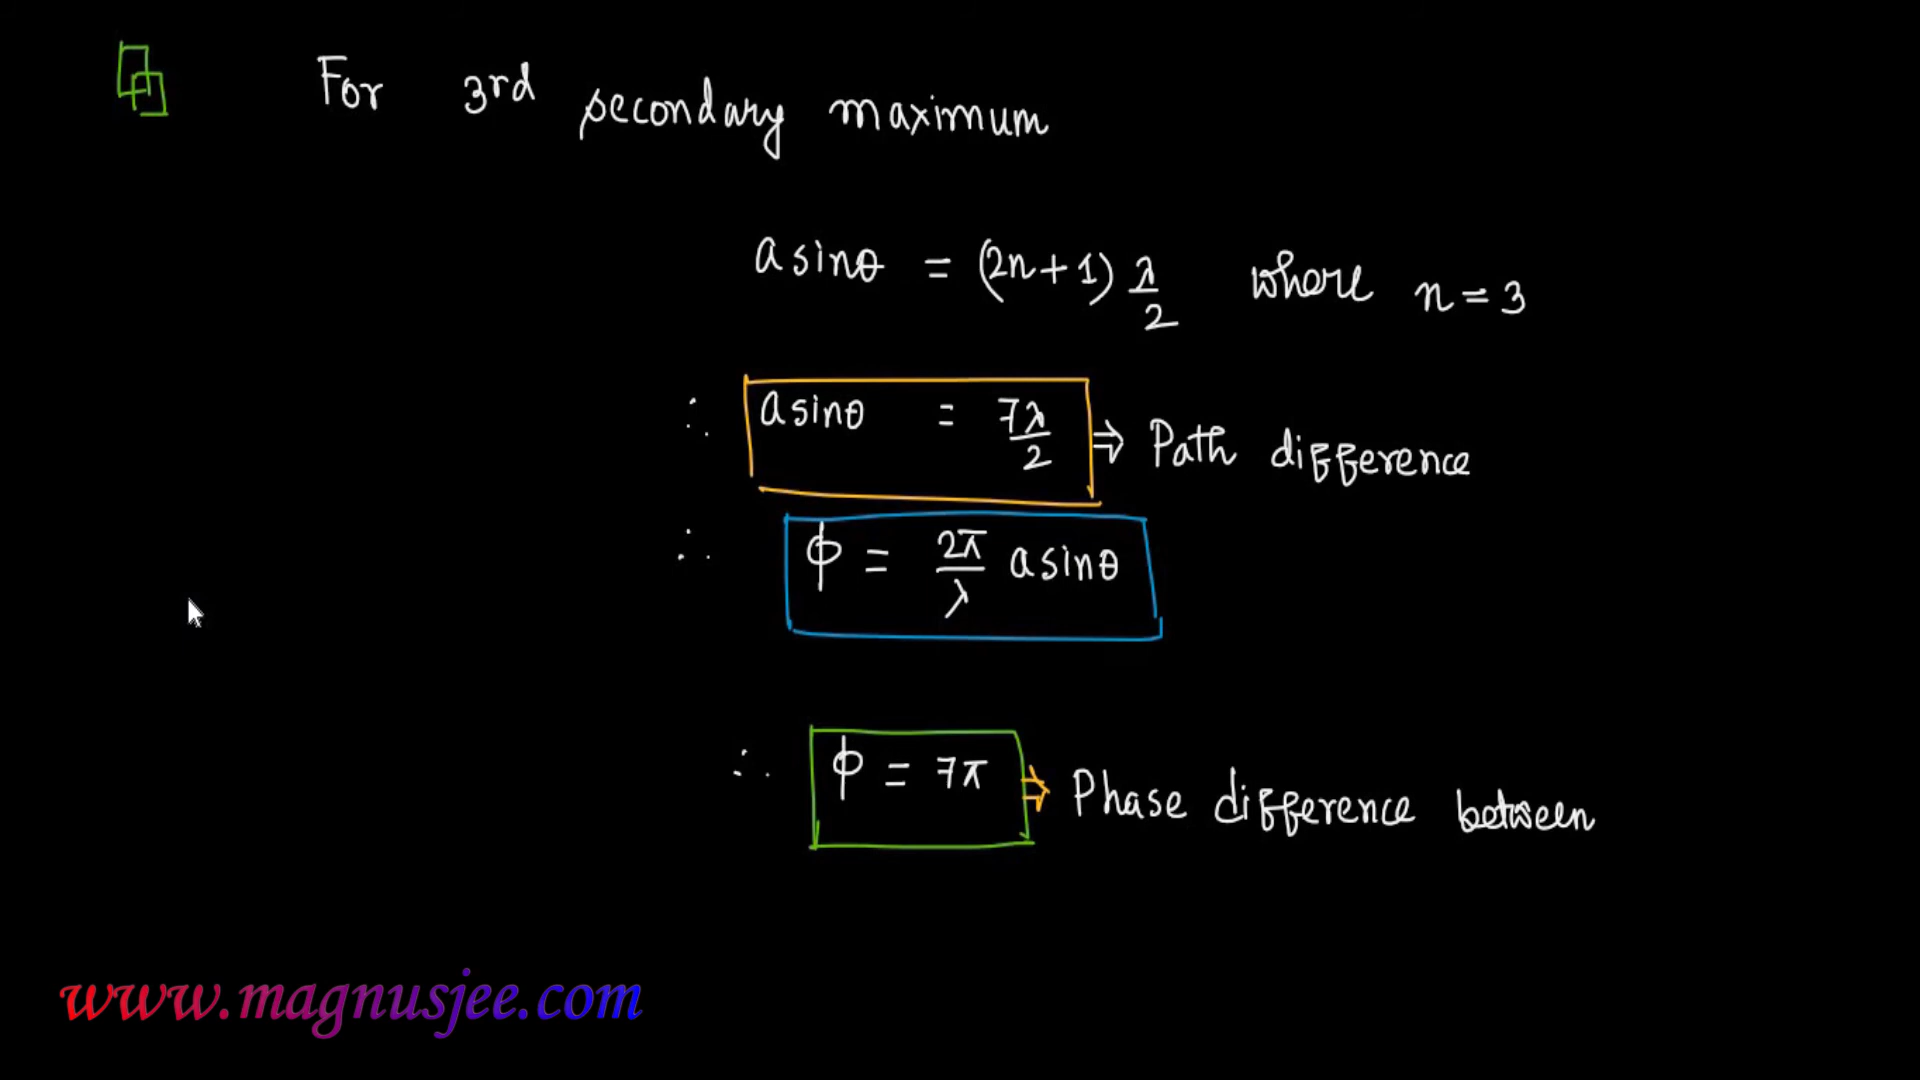 For 3rd secondary maximum
a sinθ = (2n+1) λ/2 where n = 3
∴ a sinθ = 7λ/2 ⇒ Path difference
∴ ϕ = 2π/λ a sinθ
∴ ϕ = 7π ⇒ Phase difference between
www.magnusjee.com